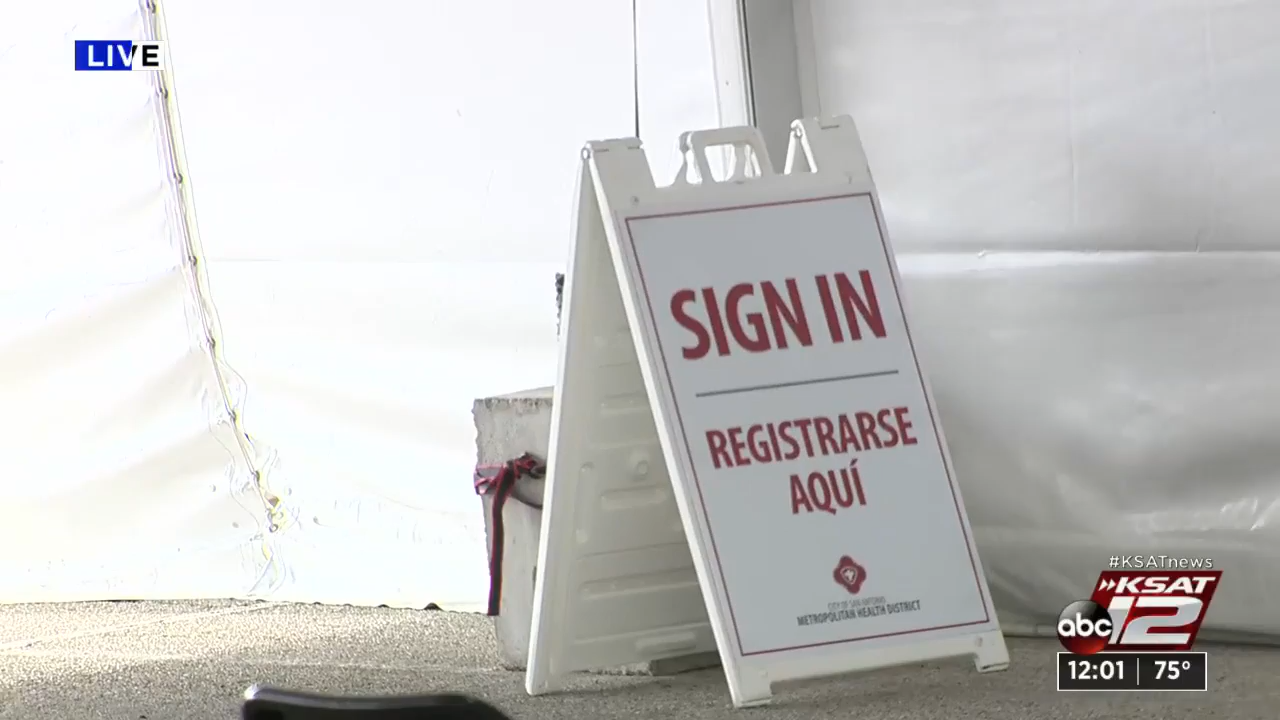 LIVE
SIGN IN
REGISTRARSE
AQUÍ
CITY OF SAN ANTONIO
METROPOLITAN HEALTH DISTRICT
#KSATnews
KSAT
abc 12
12:01 75°